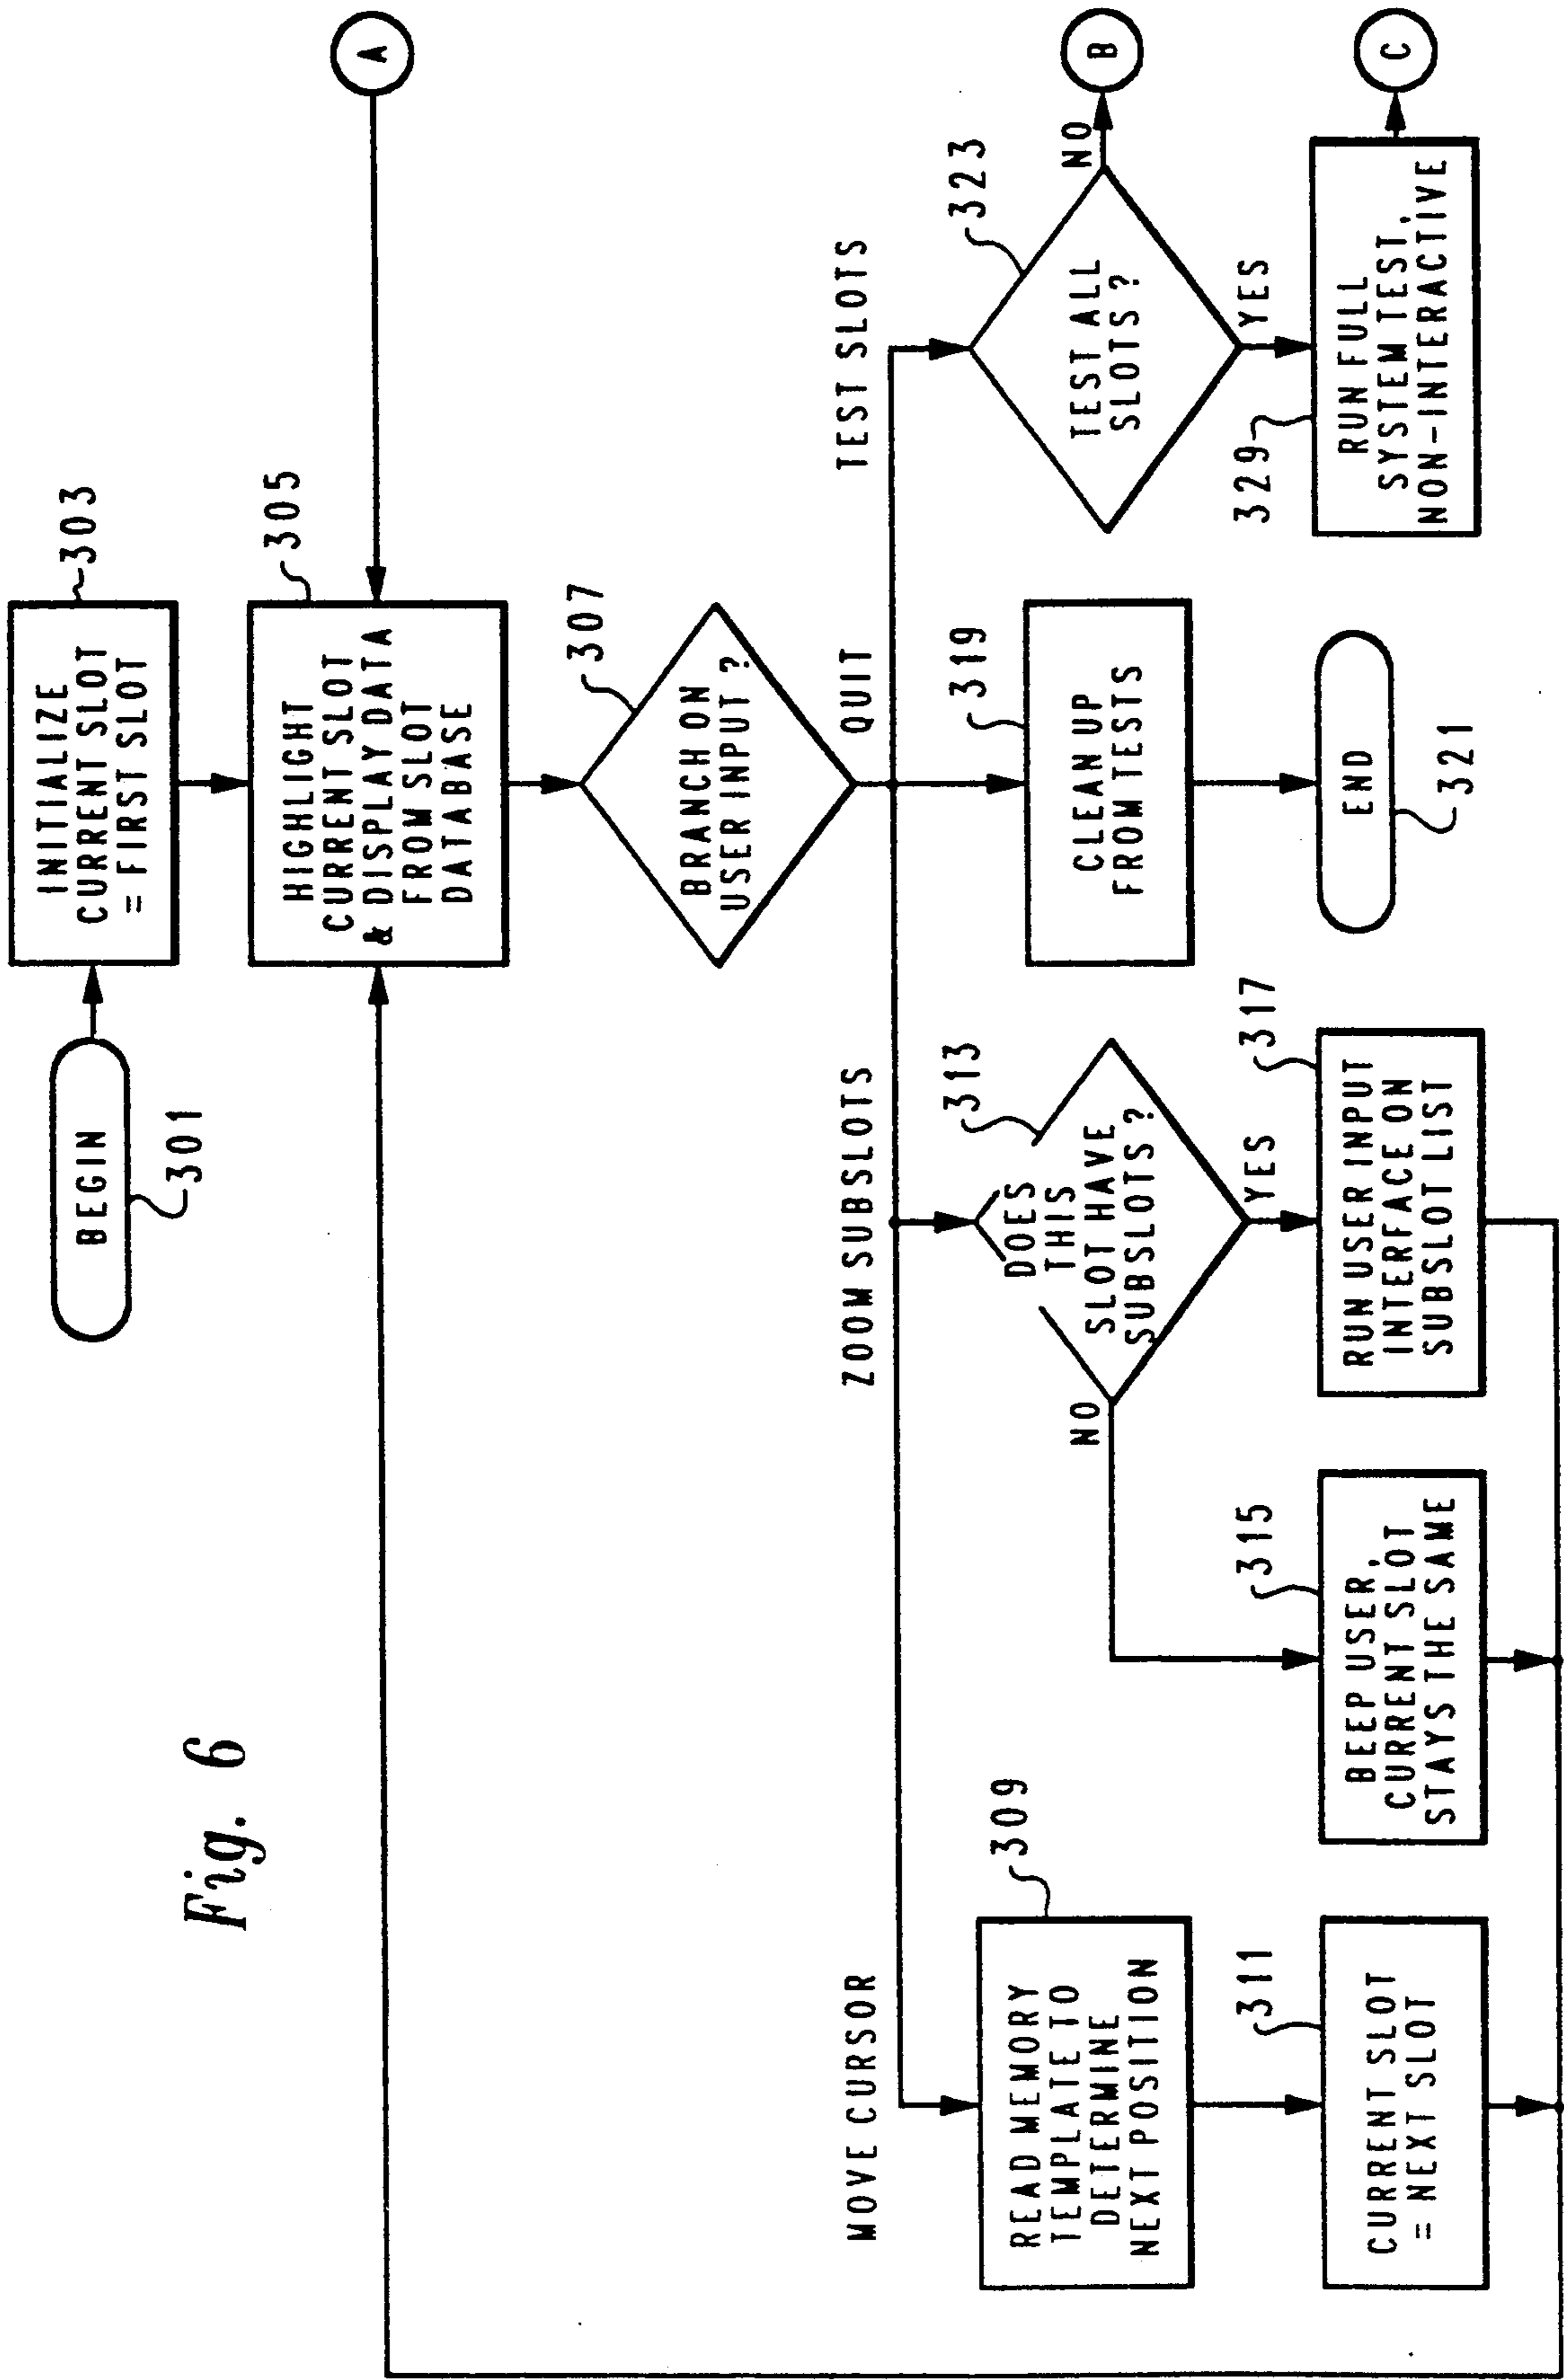 Fig. 6
BEGIN
301
INITIALIZE
CURRENT SLOT
= FIRST SLOT
303
HIGHLIGHT
CURRENT SLOT
& DISPLAY DATA
FROM SLOT
DATABASE
305
A
BRANCH ON
USER INPUT ?
307
MOVE CURSOR
ZOOM SUBSLOTS
QUIT
TEST SLOTS
READ MEMORY
TEMPLATE TO
DETERMINE
NEXT POSITION
309
CURRENT SLOT
= NEXT SLOT
311
DOES
THIS
SLOT HAVE
SUBSLOTS ?
313
NO
YES
BEEP USER,
CURRENT SLOT
STAYS THE SAME
315
RUN USER INPUT
INTERFACE ON
SUBSLOT LIST
317
CLEAN UP
FROM TESTS
319
END
321
TEST ALL
SLOTS ?
323
NO
B
YES
RUN FULL
SYSTEM TEST,
NON-INTERACTIVE
329
C